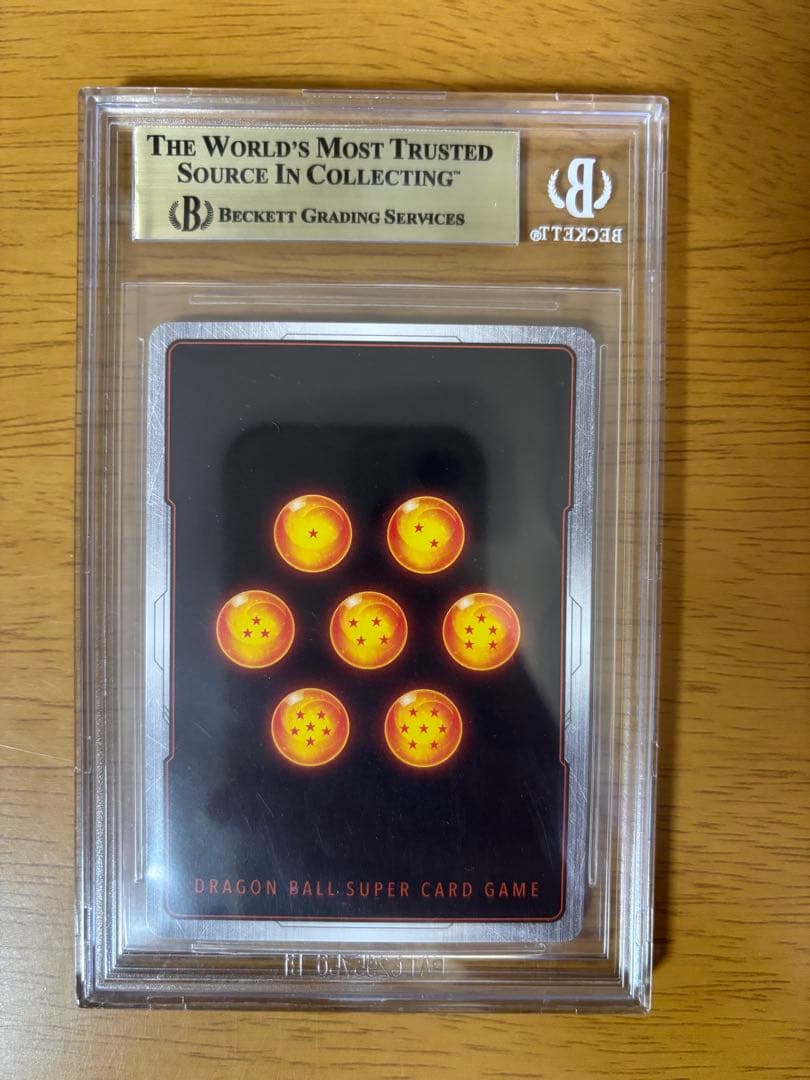 THE WORLD'S MOST TRUSTED
SOURCE IN COLLECTING™
B BECKETT GRADING SERVICES
B
BECKETT®
DRAGON BALL SUPER CARD GAME